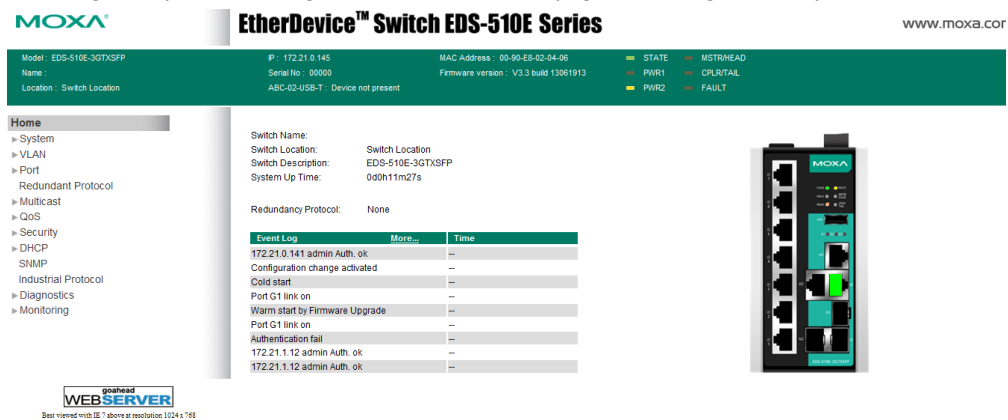 MOXA®
EtherDevice™ Switch EDS-510E Series
www.moxa.com
Model : EDS-510E-3GTXSFP
IP : 172.21.0.145
MAC Address : 00-90-E8-02-04-06
STATE
MSTR/HEAD
Name :
Serial No : 00000
Firmware version : V3.3 build 13061913
PWR1
CPLR/TAIL
Location : Switch Location
ABC-02-USB-T : Device not present
PWR2
FAULT
Home
System
VLAN
Port
Redundant Protocol
Multicast
QoS
Security
DHCP
SNMP
Industrial Protocol
Diagnostics
Monitoring
Switch Name:
Switch Location: Switch Location
Switch Description: EDS-510E-3GTXSFP
System Up Time: 0d0h11m27s
Redundancy Protocol: None
Event Log More... Time
172.21.0.141 admin Auth. ok --
Configuration change activated --
Cold start --
Port G1 link on --
Warm start by Firmware Upgrade --
Port G1 link on --
Authentication fail --
172.21.1.12 admin Auth. ok --
172.21.1.12 admin Auth. ok --
MOXA
goahead
WEBSERVER
Best viewed with IE 7 above at resolution 1024 x 768